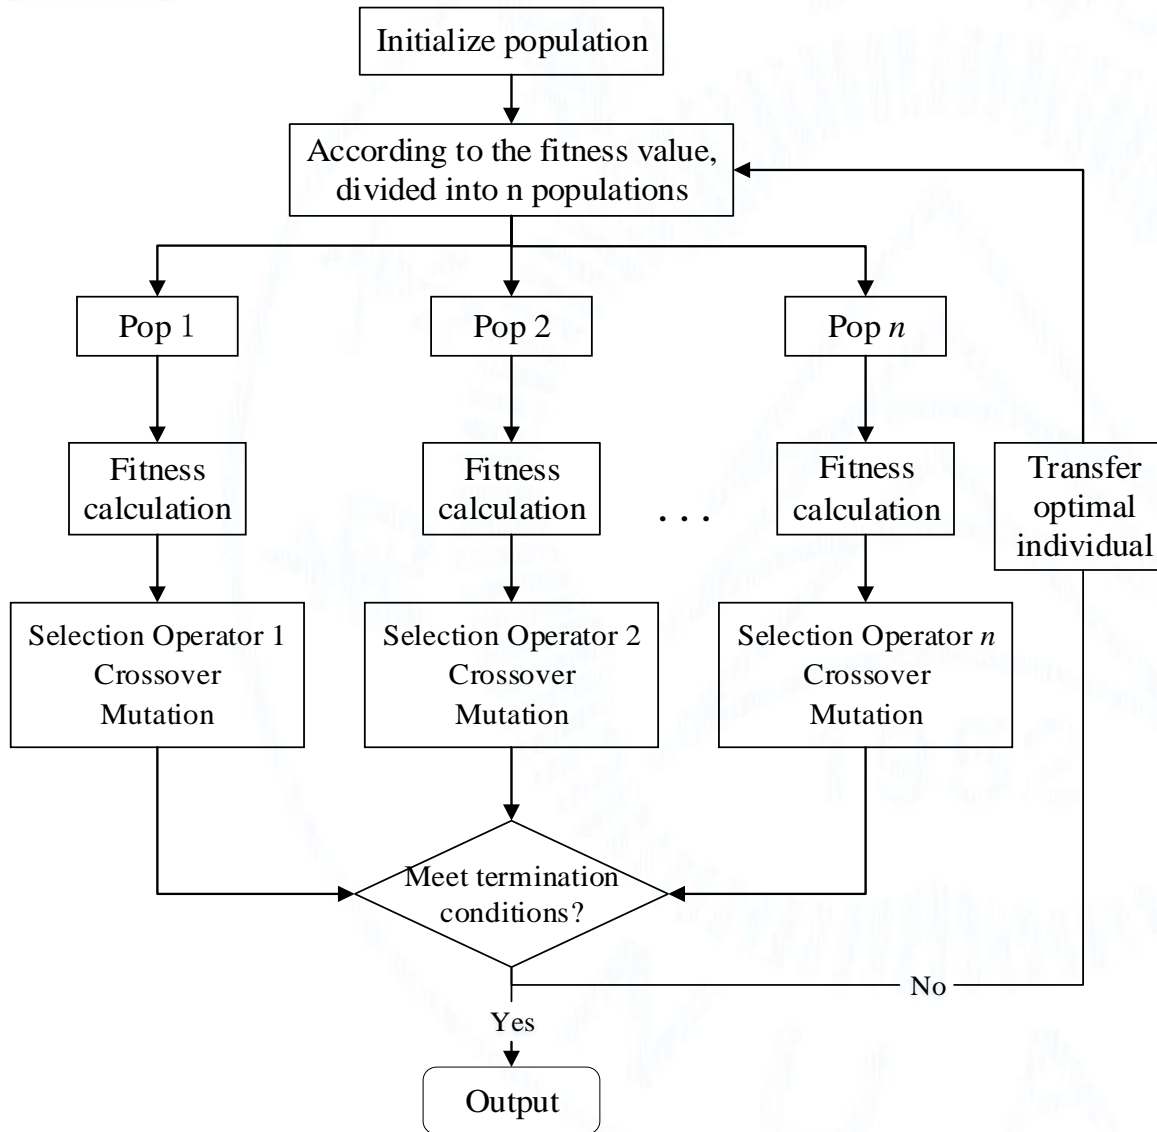 Initialize population
According to the fitness value,
divided into n populations
Pop 1
Pop 2
Pop n
Fitness
calculation
Fitness
calculation
. . .
Fitness
calculation
Transfer
optimal
individual
Selection Operator 1
Crossover
Mutation
Selection Operator 2
Crossover
Mutation
Selection Operator n
Crossover
Mutation
1952
Meet termination
conditions?
No
Yes
Output